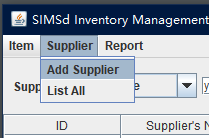 SIMSd Inventory Management
Item Supplier Report
Add Supplier
List All
Supp
ID Supplier's N